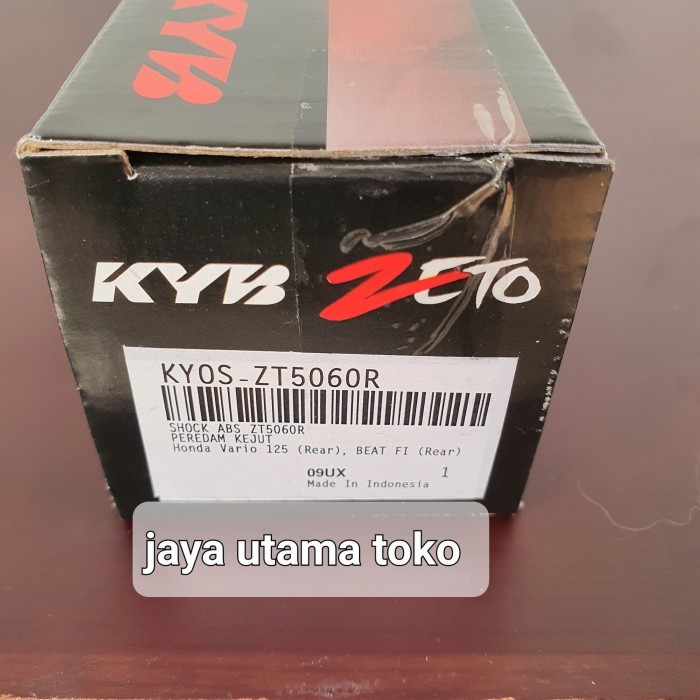 KYB
KYB ZETO
KYOS-ZT5060R
SHOCK ABS ZT5060R
PEREDAM KEJUT
Honda Vario 125 (Rear), BEAT FI (Rear)
09UX 1
Made In Indonesia
jaya utama toko